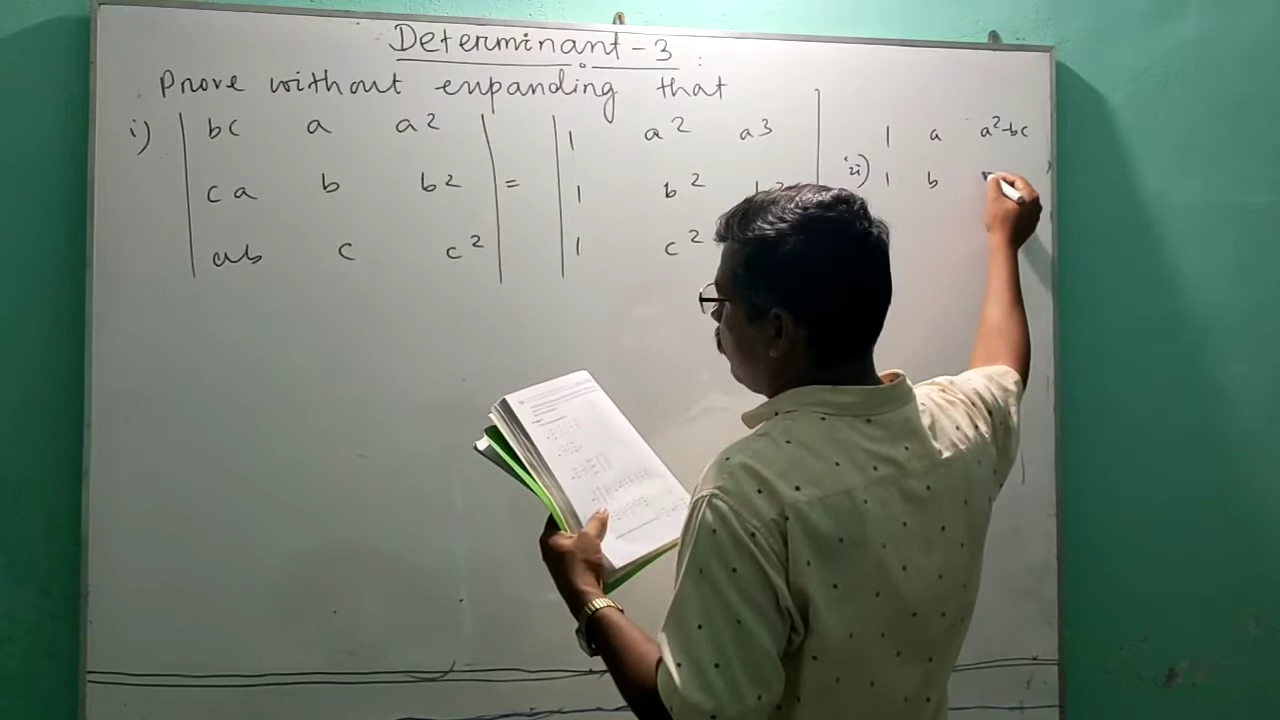 Determinant - 3 :
Prove without enpanding that
i) | bc a a² | = | 1 a² a³ |
| ca b b² | = | 1 b²
| ab c c² | | 1 c²
ii) 1 a a²-bc
1 b